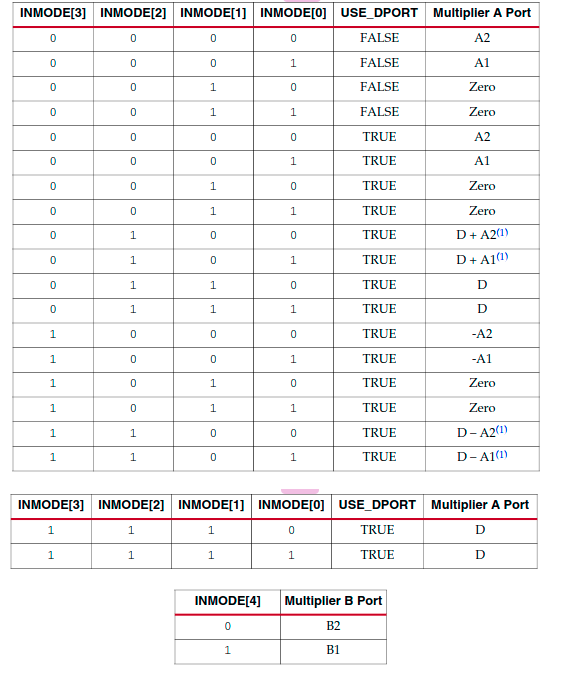 INMODE[3] INMODE[2] INMODE[1] INMODE[0] USE_DPORT Multiplier A Port
0 0 0 0 FALSE A2
0 0 0 1 FALSE A1
0 0 1 0 FALSE Zero
0 0 1 1 FALSE Zero
0 0 0 0 TRUE A2
0 0 0 1 TRUE A1
0 0 1 0 TRUE Zero
0 0 1 1 TRUE Zero
0 1 0 0 TRUE D + A2(1)
0 1 0 1 TRUE D + A1(1)
0 1 1 0 TRUE D
0 1 1 1 TRUE D
1 0 0 0 TRUE -A2
1 0 0 1 TRUE -A1
1 0 1 0 TRUE Zero
1 0 1 1 TRUE Zero
1 1 0 0 TRUE D – A2(1)
1 1 0 1 TRUE D – A1(1)
INMODE[3] INMODE[2] INMODE[1] INMODE[0] USE_DPORT Multiplier A Port
1 1 1 0 TRUE D
1 1 1 1 TRUE D
INMODE[4] Multiplier B Port
0 B2
1 B1